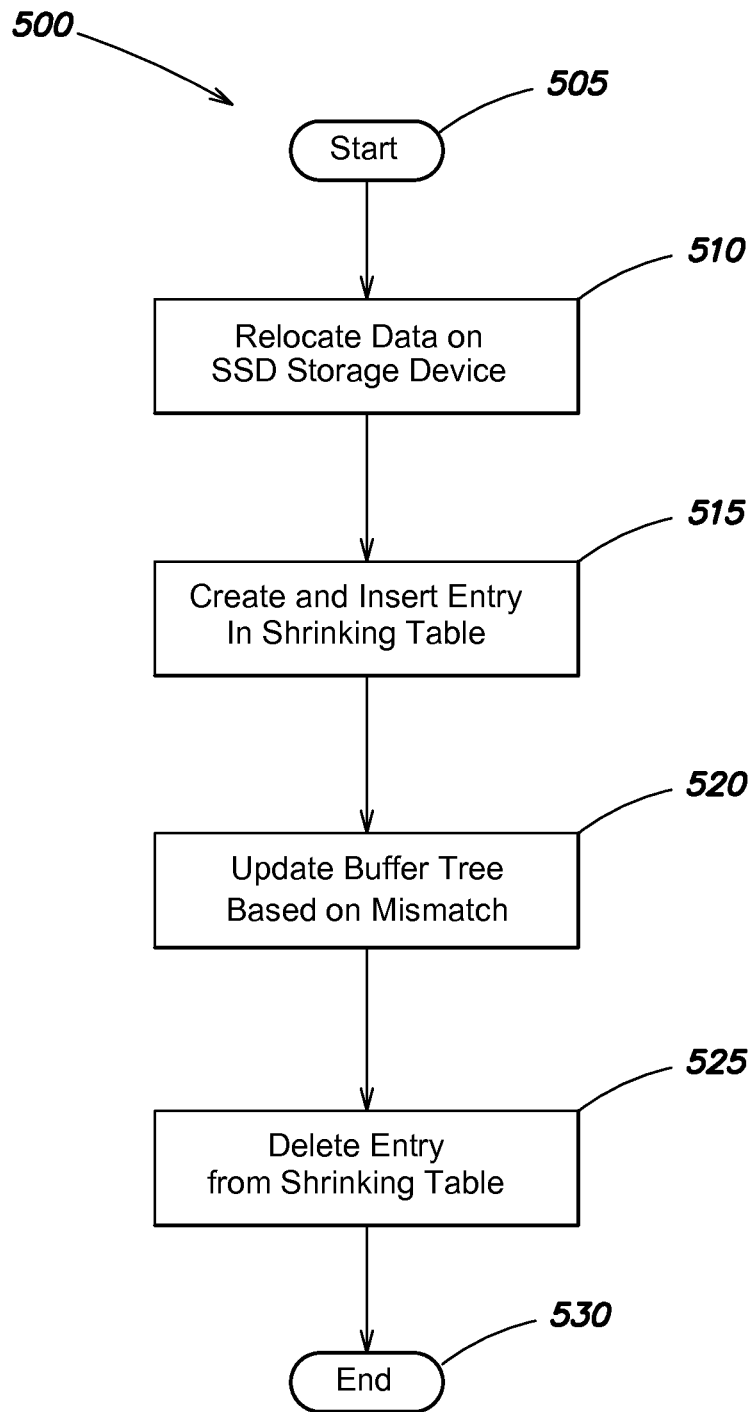 500
505
Start
510
Relocate Data on
SSD Storage Device
515
Create and Insert Entry
In Shrinking Table
520
Update Buffer Tree
Based on Mismatch
525
Delete Entry
from Shrinking Table
530
End